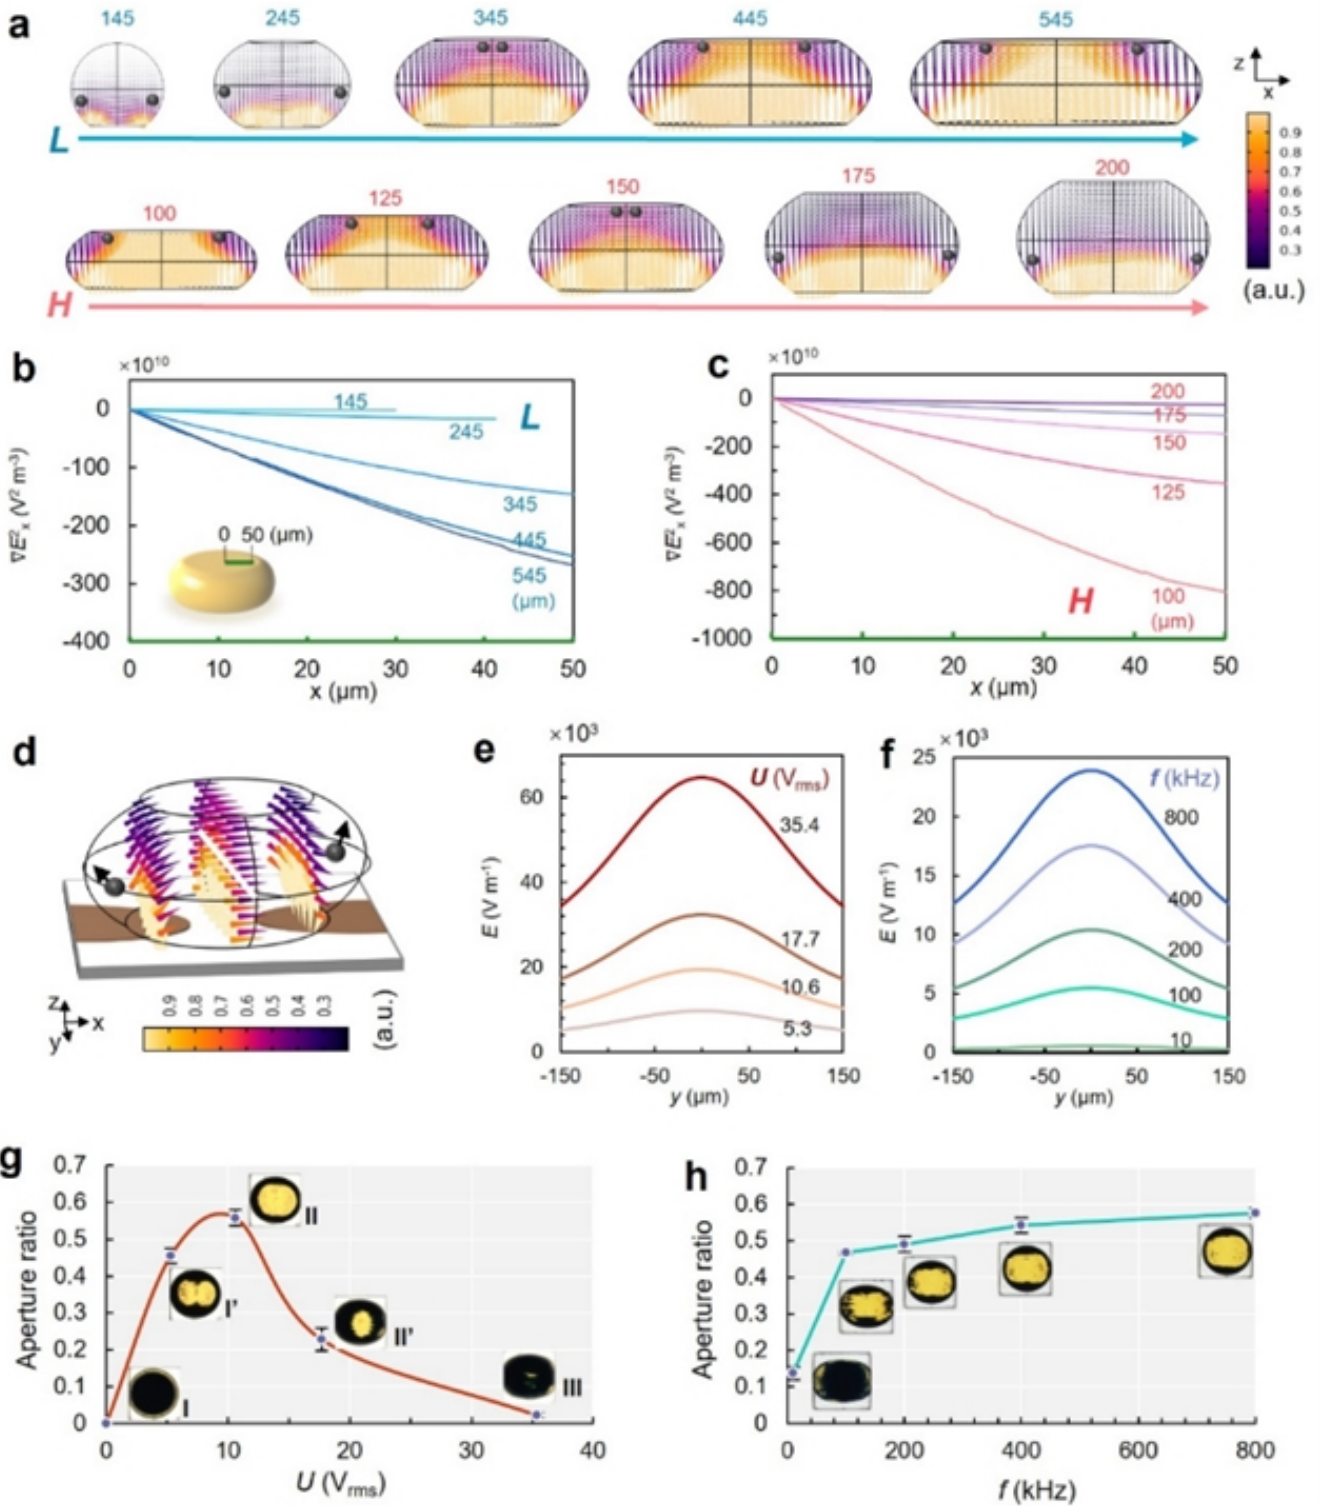 a
145 245 345 445 545
L
z
x
0.9
0.8
0.7
0.6
0.5
0.4
0.3
(a.u.)
100 125 150 175 200
H
b
×10¹⁰
0
-100
-200
-300
-400
∇E²ₓ (V² m⁻³)
145
245
L
345
445
545
(µm)
0 50 (µm)
0 10 20 30 40 50
x (µm)
c
×10¹⁰
0
-200
-400
-600
-800
-1000
∇E²ₓ (V² m⁻³)
200
175
150
125
100
(µm)
H
0 10 20 30 40 50
x (µm)
d
z
x
y
0.9 0.8 0.7 0.6 0.5 0.4 0.3
(a.u.)
e
×10³
60
40
20
0
E (V m⁻¹)
U (Vrms)
35.4
17.7
10.6
5.3
-150 -50 50 150
y (µm)
f
×10³
25
20
15
10
5
0
E (V m⁻¹)
f (kHz)
800
400
200
100
10
-150 -50 50 150
y (µm)
g
0.7
0.6
0.5
0.4
0.3
0.2
0.1
0
Aperture ratio
I
I'
II
II'
III
0 10 20 30 40
U (Vrms)
h
0.7
0.6
0.5
0.4
0.3
0.2
0.1
0
Aperture ratio
0 200 400 600 800
f (kHz)